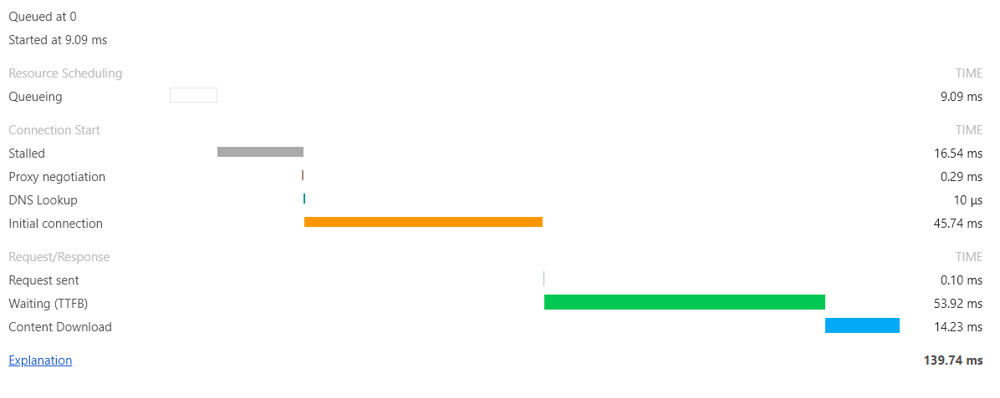 Queued at 0
Started at 9.09 ms
Resource Scheduling TIME
Queueing 9.09 ms
Connection Start TIME
Stalled 16.54 ms
Proxy negotiation 0.29 ms
DNS Lookup 10 µs
Initial connection 45.74 ms
Request/Response TIME
Request sent 0.10 ms
Waiting (TTFB) 53.92 ms
Content Download 14.23 ms
Explanation 139.74 ms